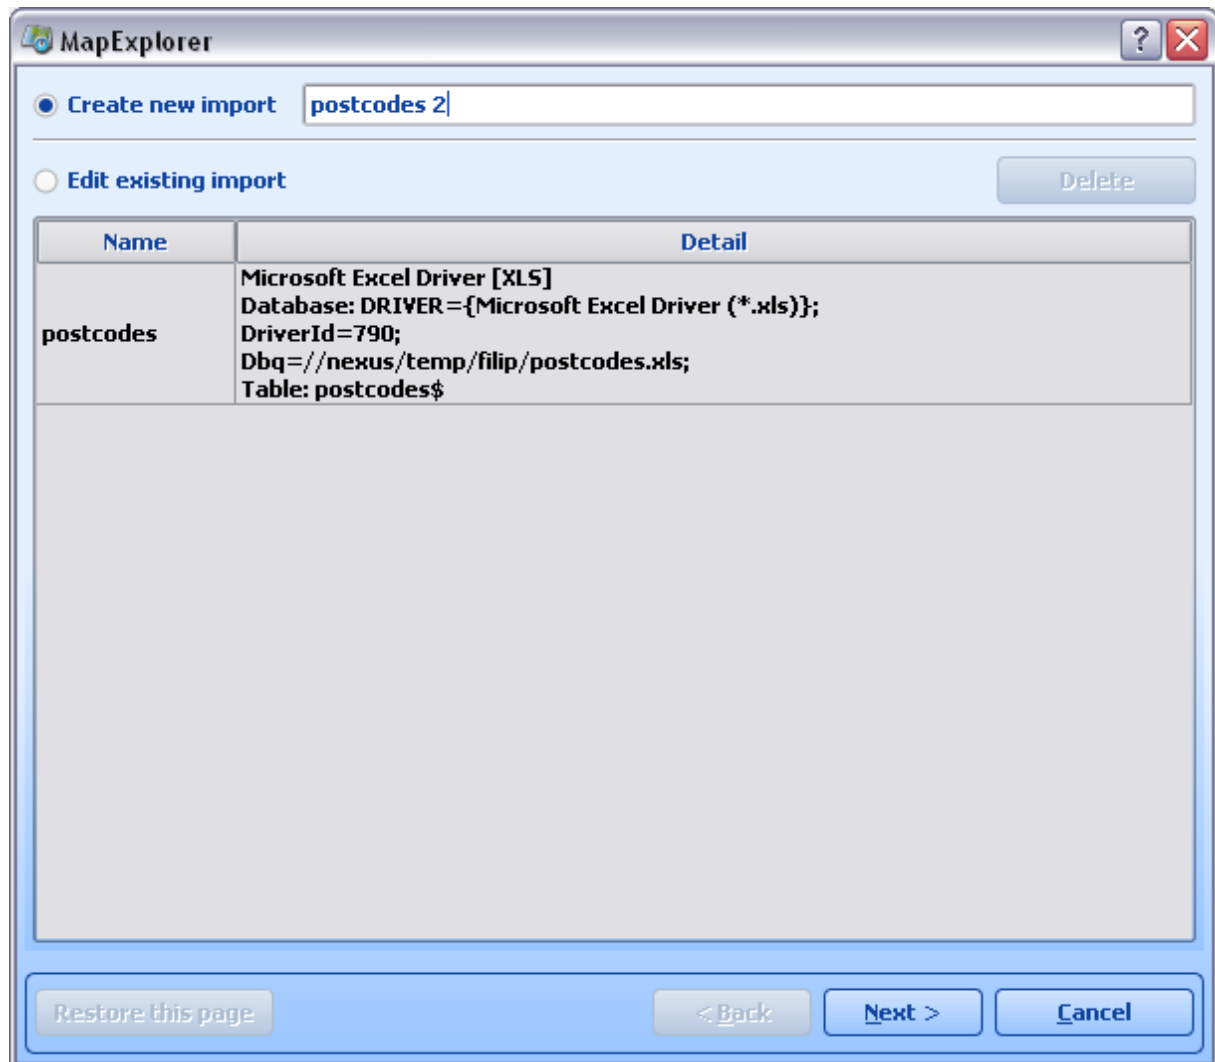 MapExplorer
?
Create new import
postcodes 2
Edit existing import
Delete
Name
Detail
postcodes
Microsoft Excel Driver [XLS]
Database: DRIVER={Microsoft Excel Driver (*.xls)};
DriverId=790;
Dbq=//nexus/temp/filip/postcodes.xls;
Table: postcodes$
Restore this page
< Back
Next >
Cancel